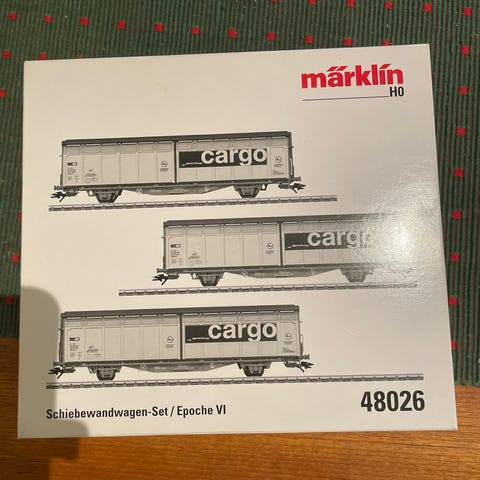 märklin
H0
cargo
cargo
cargo
Schiebewandwagen-Set / Epoche VI
48026